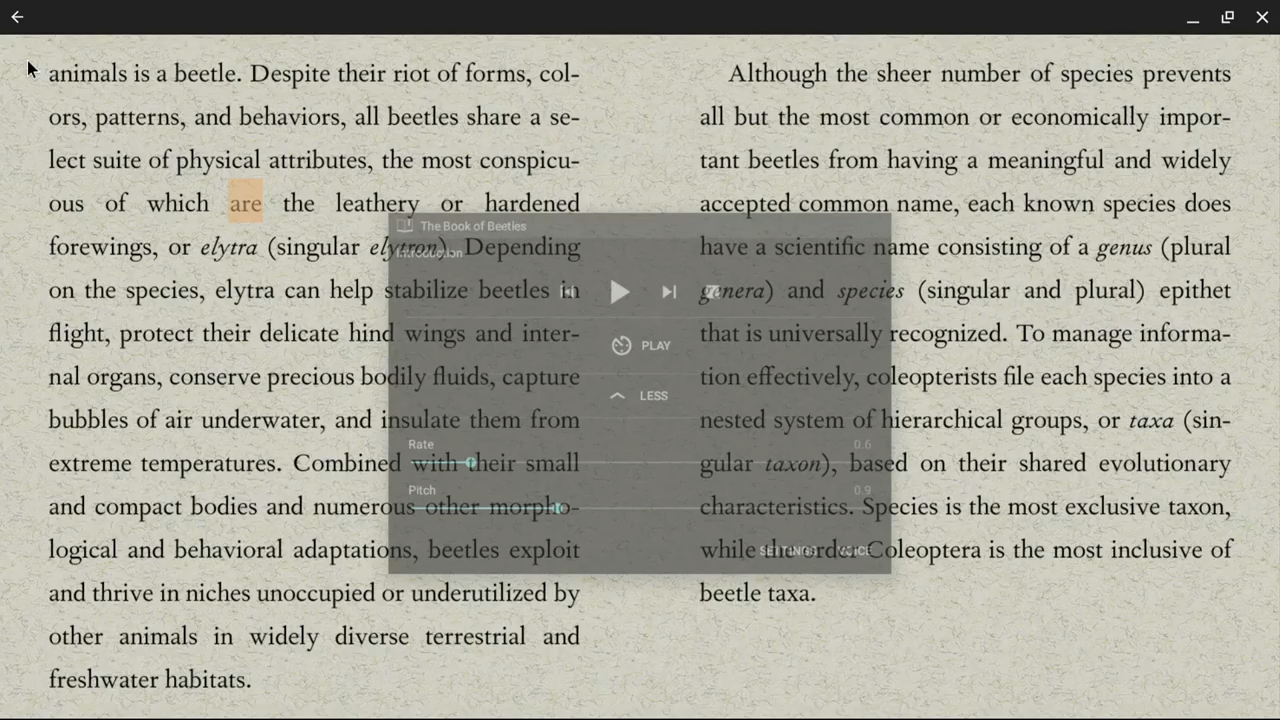 animals is a beetle. Despite their riot of forms, col-
ors, patterns, and behaviors, all beetles share a se-
lect suite of physical attributes, the most conspicu-
ous of which are the leathery or hardened
forewings, or elytra (singular elytron). Depending
on the species, elytra can help stabilize beetles in
flight, protect their delicate hind wings and inter-
nal organs, conserve precious bodily fluids, capture
bubbles of air underwater, and insulate them from
extreme temperatures. Combined with their small
and compact bodies and numerous other morpho-
logical and behavioral adaptations, beetles exploit
and thrive in niches unoccupied or underutilized by
other animals in widely diverse terrestrial and
freshwater habitats.
Although the sheer number of species prevents
all but the most common or economically impor-
tant beetles from having a meaningful and widely
accepted common name, each known species does
have a scientific name consisting of a genus (plural
genera) and species (singular and plural) epithet
that is universally recognized. To manage informa-
tion effectively, coleopterists file each species into a
nested system of hierarchical groups, or taxa (sin-
gular taxon), based on their shared evolutionary
characteristics. Species is the most exclusive taxon,
while the order Coleoptera is the most inclusive of
beetle taxa.
The Book of Beetles
Introduction
PLAY
LESS
Rate
0.6
Pitch
0.9
SETTINGS
VOICE